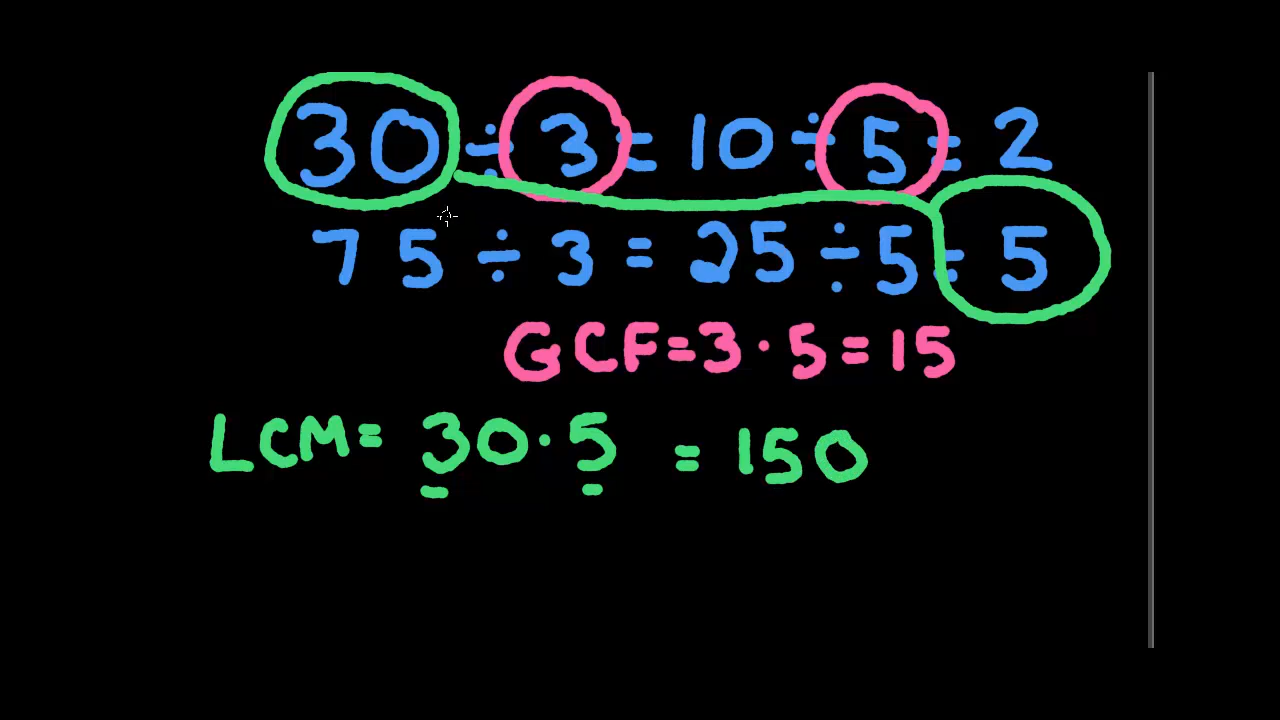 30 ÷ 3 = 10 ÷ 5 = 2
75 ÷ 3 = 25 ÷ 5 = 5
GCF = 3 · 5 = 15
LCM = 30 · 5 = 150